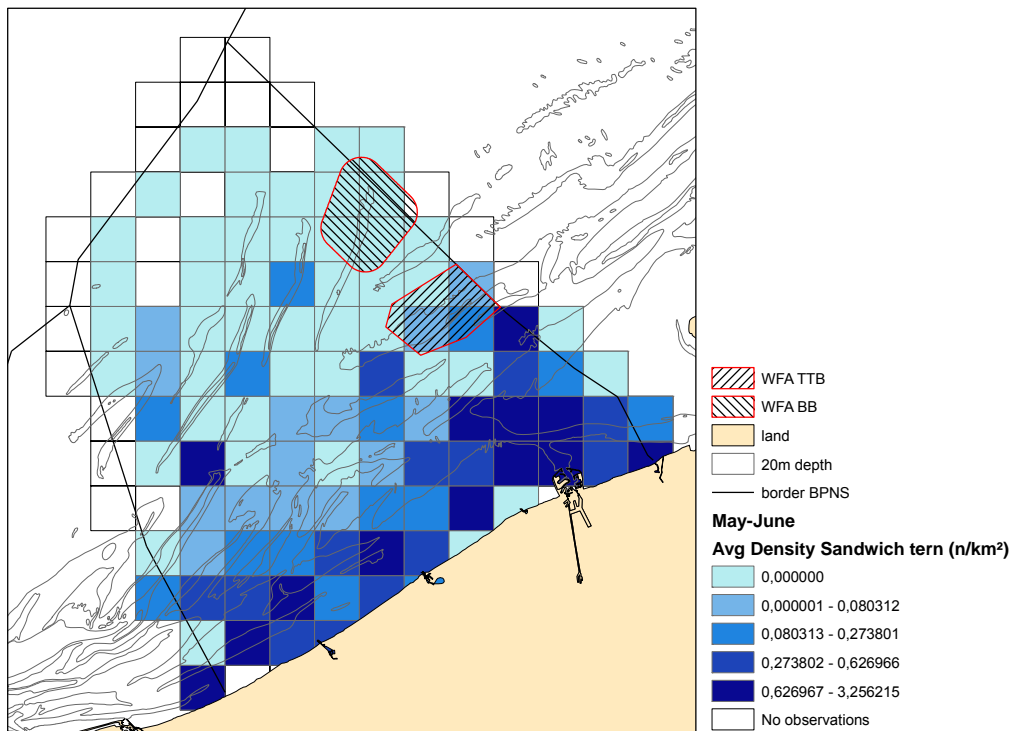 WFA TTB
WFA BB
land
20m depth
border BPNS
May-June
Avg Density Sandwich tern (n/km²)
0,000000
0,000001 - 0,080312
0,080313 - 0,273801
0,273802 - 0,626966
0,626967 - 3,256215
No observations